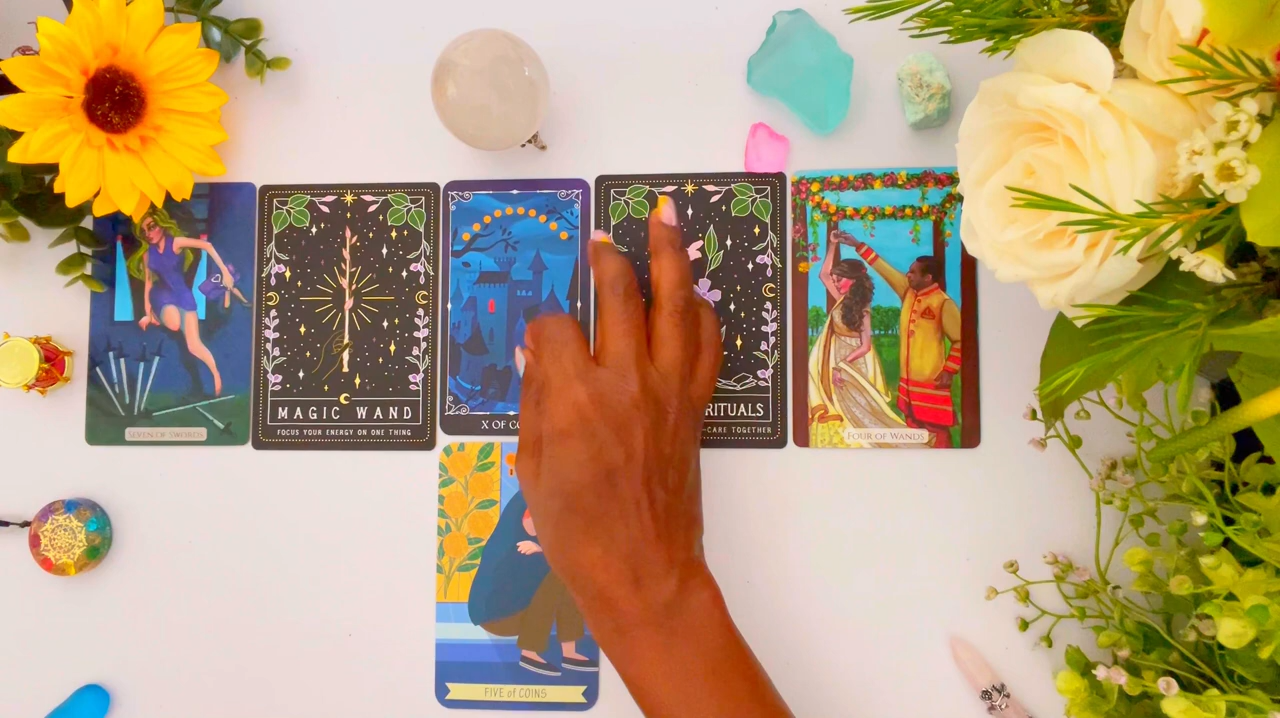 SEVEN OF SWORDS
MAGIC WAND
FOCUS YOUR ENERGY ON ONE THING
X OF
RITUALS
CARE TOGETHER
FOUR OF WANDS
FIVE of COINS